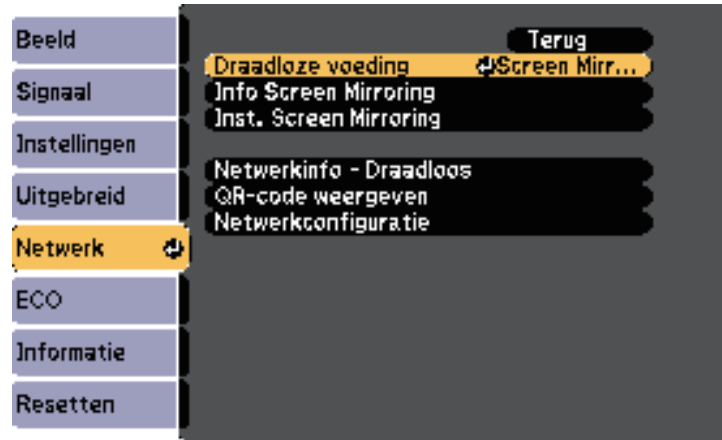 Beeld
Signaal
Instellingen
Uitgebreid
Netwerk
ECO
Informatie
Resetten
Terug
Draadloze voeding Screen Mirr...
Info Screen Mirroring
Inst. Screen Mirroring
Netwerkinfo - Draadloos
QR-code weergeven
Netwerkconfiguratie